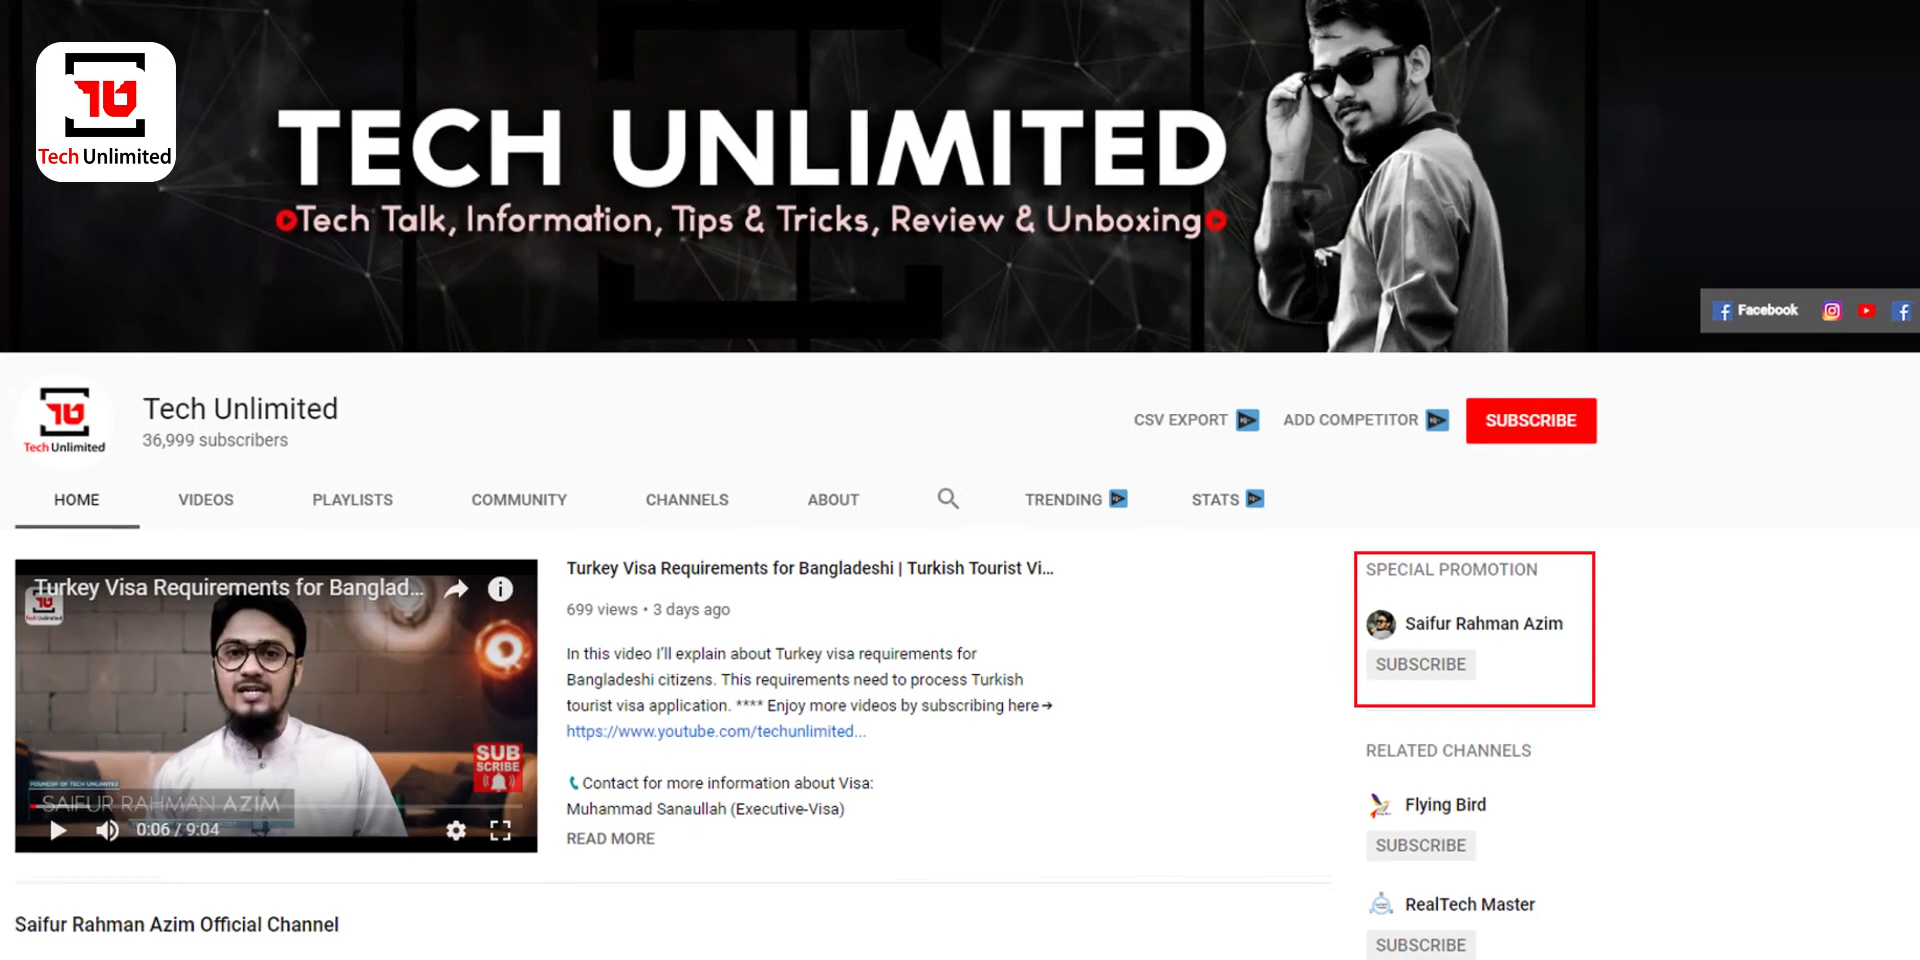 Tech Unlimited
TECH UNLIMITED
Tech Talk, Information, Tips & Tricks, Review & Unboxing
Facebook
Tech Unlimited
Tech Unlimited
36,999 subscribers
CSV EXPORT
ADD COMPETITOR
SUBSCRIBE
HOME
VIDEOS
PLAYLISTS
COMMUNITY
CHANNELS
ABOUT
TRENDING
STATS
Turkey Visa Requirements for Banglad...
Tech Unlimited
SUB
SCRIBE
FOUNDER OF TECH UNLIMITED
SAIFUR RAHMAN AZIM
0:06 / 9:04
Turkey Visa Requirements for Bangladeshi | Turkish Tourist Vi...
699 views • 3 days ago
In this video I'll explain about Turkey visa requirements for
Bangladeshi citizens. This requirements need to process Turkish
tourist visa application. **** Enjoy more videos by subscribing here➔
https://www.youtube.com/techunlimited...
Contact for more information about Visa:
Muhammad Sanaullah (Executive-Visa)
READ MORE
SPECIAL PROMOTION
Saifur Rahman Azim
SUBSCRIBE
RELATED CHANNELS
Flying Bird
SUBSCRIBE
RealTech Master
SUBSCRIBE
Saifur Rahman Azim Official Channel